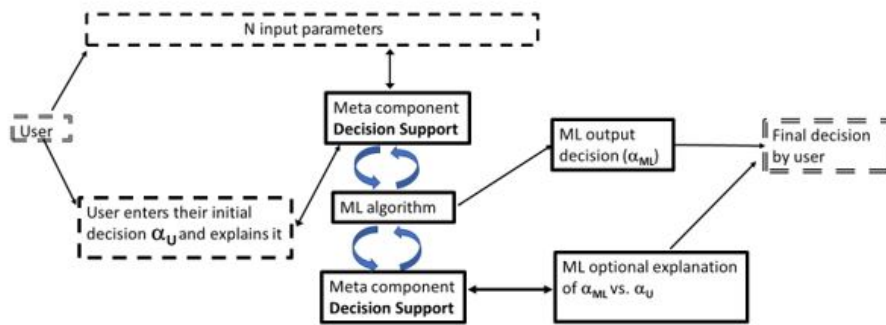 N input parameters
User
Meta component
Decision Support
ML output
decision (αML)
Final decision
by user
User enters their initial
decision αU and explains it
ML algorithm
Meta component
Decision Support
ML optional explanation
of αML vs. αU